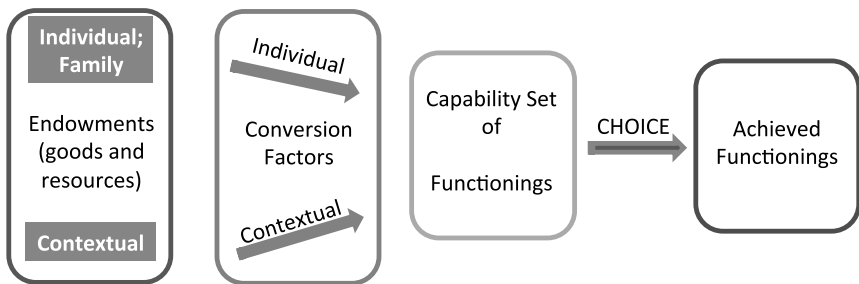 Individual;
Family
Endowments
(goods and
resources)
Contextual
Individual
Conversion
Factors
Contextual
Capability Set
of
Functionings
CHOICE
Achieved
Functionings